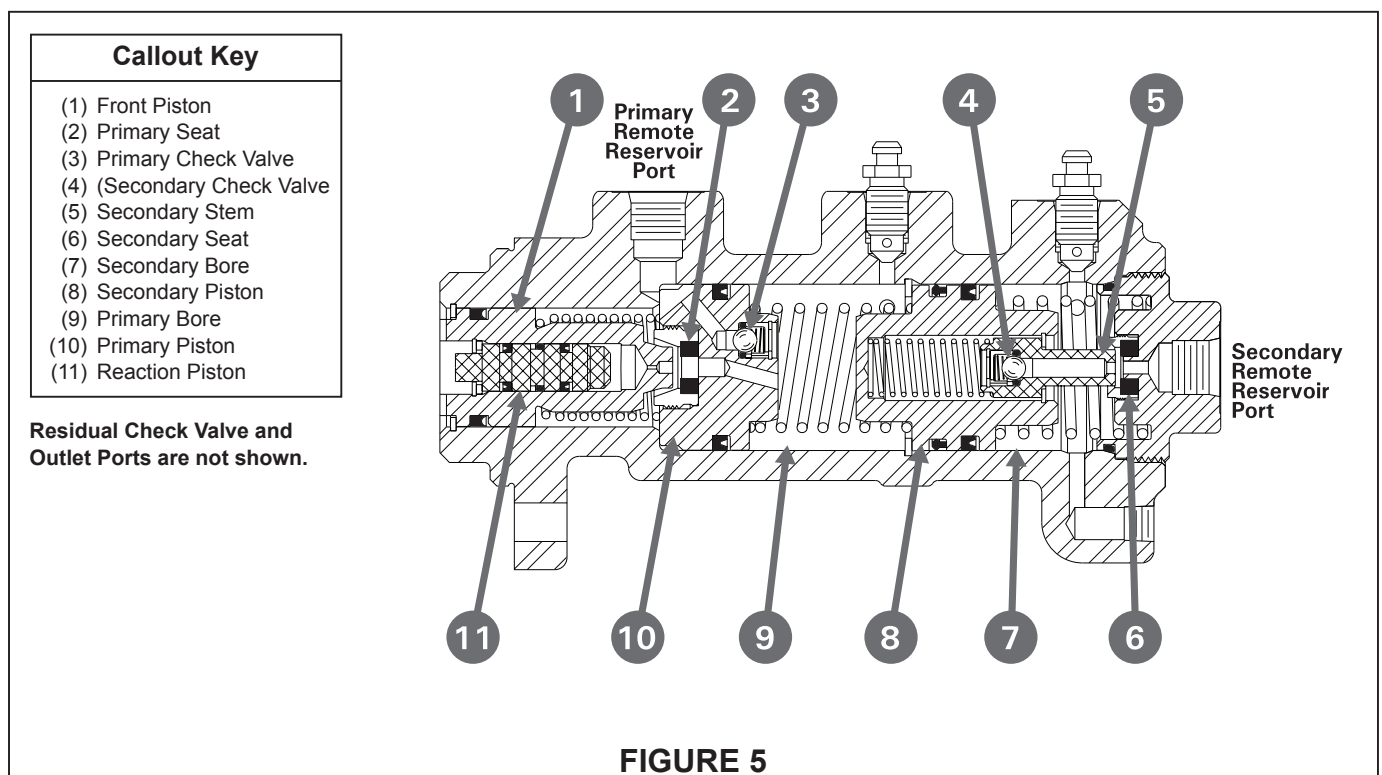 Callout Key
(1) Front Piston
(2) Primary Seat
(3) Primary Check Valve
(4) (Secondary Check Valve
(5) Secondary Stem
(6) Secondary Seat
(7) Secondary Bore
(8) Secondary Piston
(9) Primary Bore
(10) Primary Piston
(11) Reaction Piston
Residual Check Valve and
Outlet Ports are not shown.
1
Primary
Remote
Reservoir
Port
2
3
4
5
Secondary
Remote
Reservoir
Port
11
10
9
8
7
6
FIGURE 5